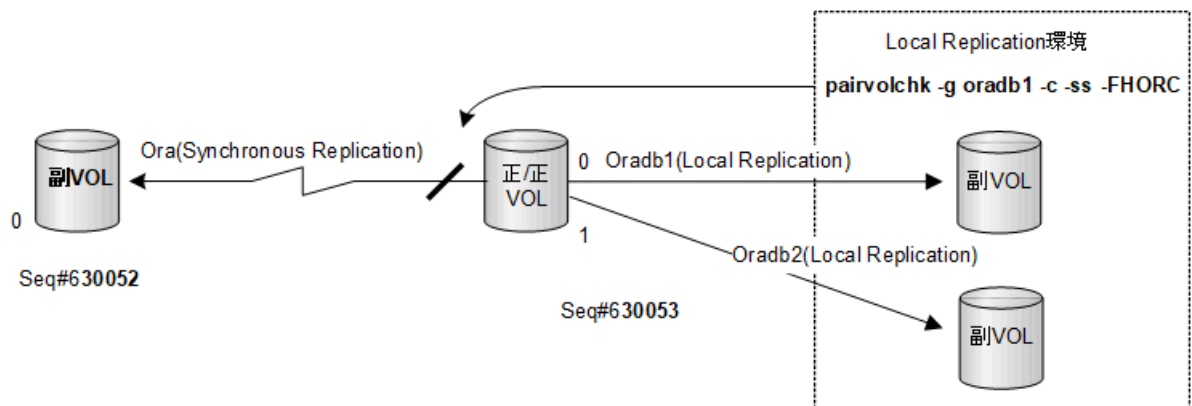 Local Replication環境
pairvolchk -g oradb1 -c -ss -FHORC
Ora(Synchronous Replication)
副VOL
0
Seq#630052
正/正
VOL
0
1
Oradb1(Local Replication)
副VOL
Oradb2(Local Replication)
Seq#630053
副VOL